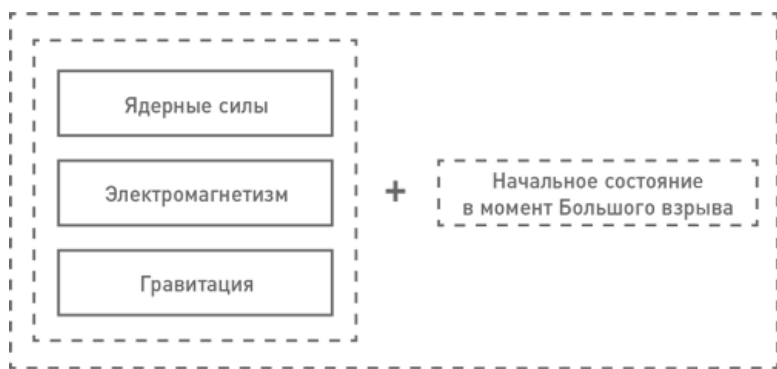 Ядерные силы
Электромагнетизм
Гравитация
+
Начальное состояние
в момент Большого взрыва